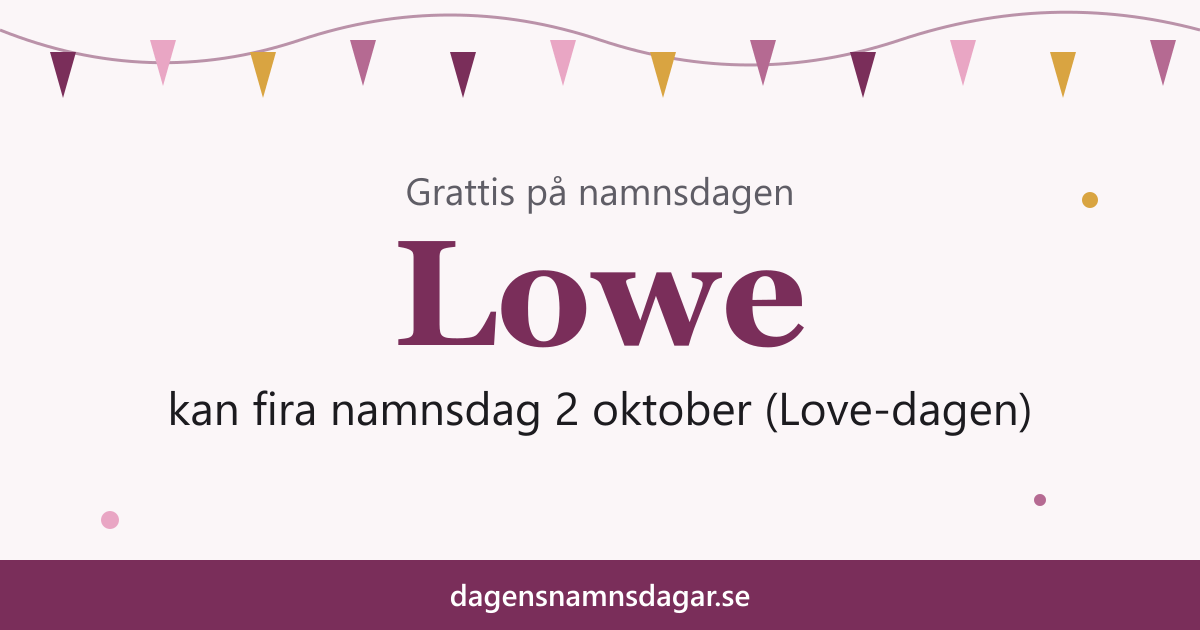 Grattis på namnsdagen
Lowe
kan fira namnsdag 2 oktober (Love-dagen)
dagensnamnsdagar.se